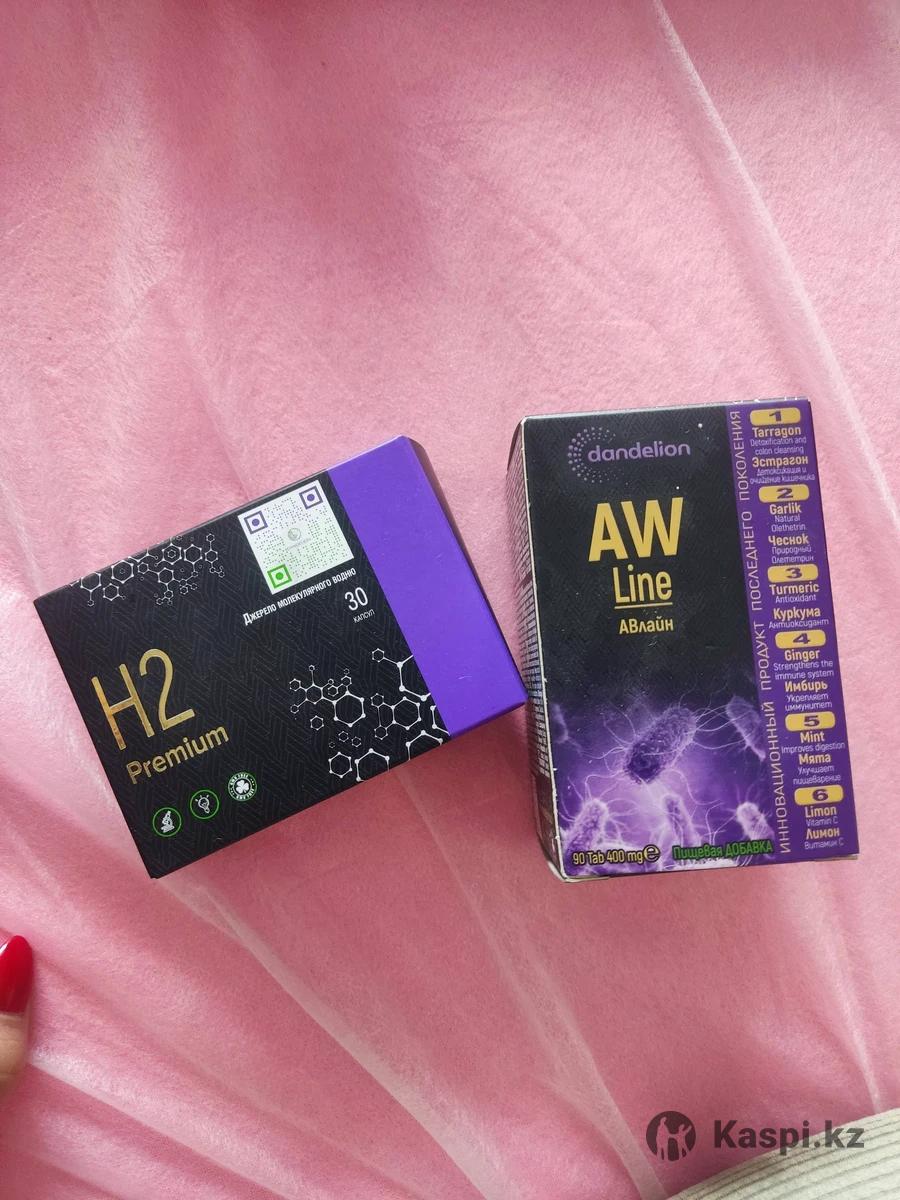 Джерело молекулярного водню
30
капсул
H2
Premium
GMO FREE
dandelion
AW
Line
АВлайн
90 Tab 400 mg e
Пищевая ДОБАВКА
ИННОВАЦИОННЫЙ ПРОДУКТ ПОСЛЕДНЕГО ПОКОЛЕНИЯ
1
Tarragon
Detoxification and
colon cleansing
Эстрагон
Детоксикация и
очищение кишечника
2
Garlik
Natural
Olethetrin.
Чеснок
Природный
Олететрин
3
Turmeric
Antioxidant
Куркума
Антиоксидант
4
Ginger
Strengthens the
immune system
Имбирь
Укрепляет
иммунитет
5
Mint
Improves digestion
Мята
Улучшает
пищеварение
6
Limon
Vitamin C
Лимон
Витамин С
Kaspi.kz